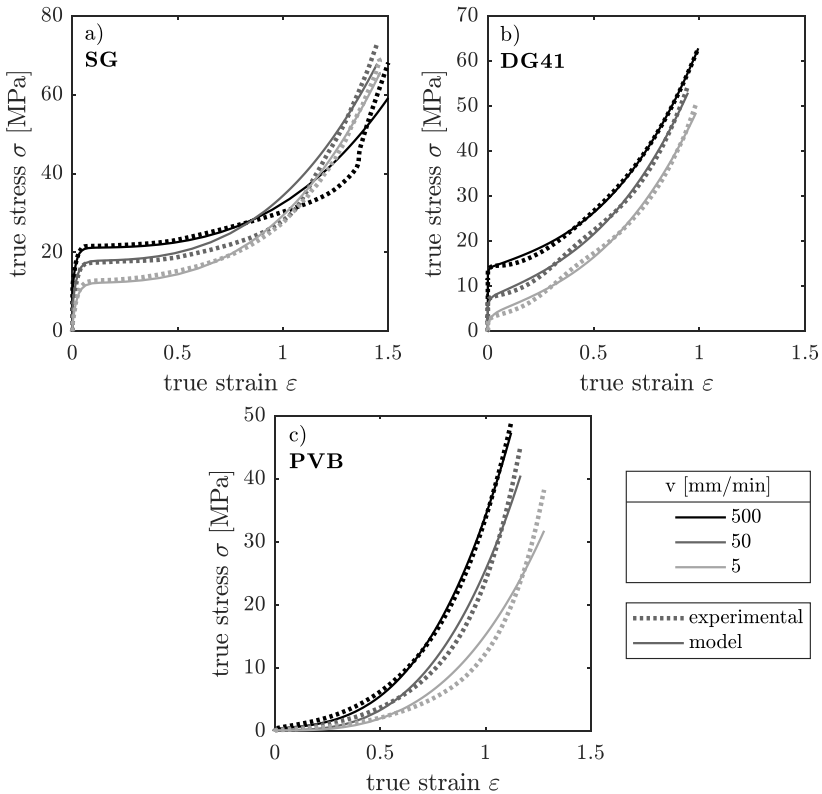 a)
SG
80
60
40
20
0
0
0.5
1
1.5
true stress σ [MPa]
true strain ε
b)
DG41
70
60
50
40
30
20
10
0
0
0.5
1
1.5
true stress σ [MPa]
true strain ε
c)
PVB
50
40
30
20
10
0
0
0.5
1
1.5
true stress σ [MPa]
true strain ε
v [mm/min]
500
50
5
experimental
model